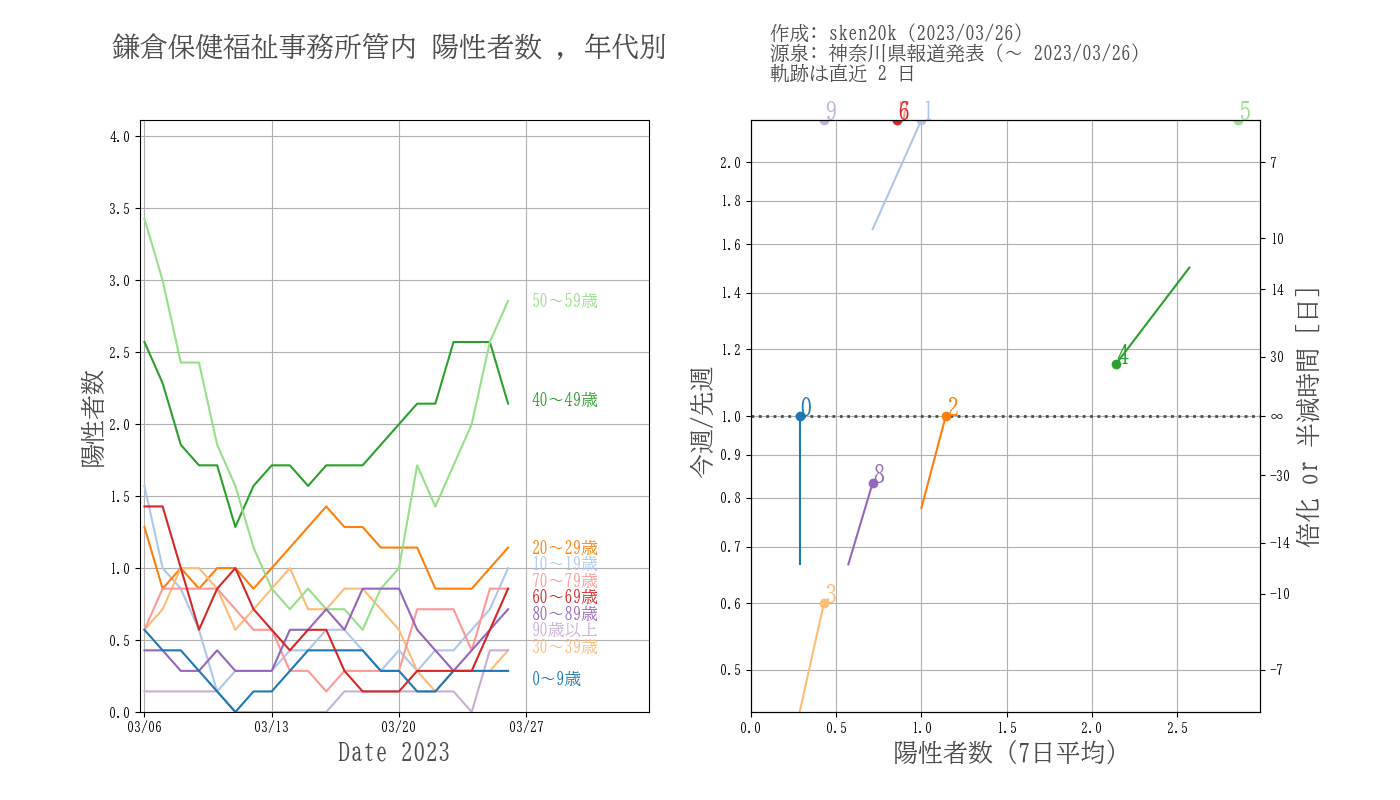 鎌倉保健福祉事務所管内 陽性者数 , 年代別
作成: sken20k (2023/03/26)
源泉: 神奈川県報道発表 (〜 2023/03/26)
軌跡は直近 2 日
陽性者数
4.0
3.5
3.0
2.5
2.0
1.5
1.0
0.5
0.0
03/06
03/13
03/20
03/27
Date 2023
50〜59歳
40〜49歳
20〜29歳
10〜19歳
70〜79歳
60〜69歳
80〜89歳
90歳以上
30〜39歳
0〜9歳
今週/先週
2.0
1.8
1.6
1.4
1.2
1.0
0.9
0.8
0.7
0.6
0.5
9
6
1
5
4
0
2
8
3
0.0
0.5
1.0
1.5
2.0
2.5
陽性者数 (7日平均)
7
10
14
30
∞
-30
-14
-10
-7
倍化 or 半減時間 [日]